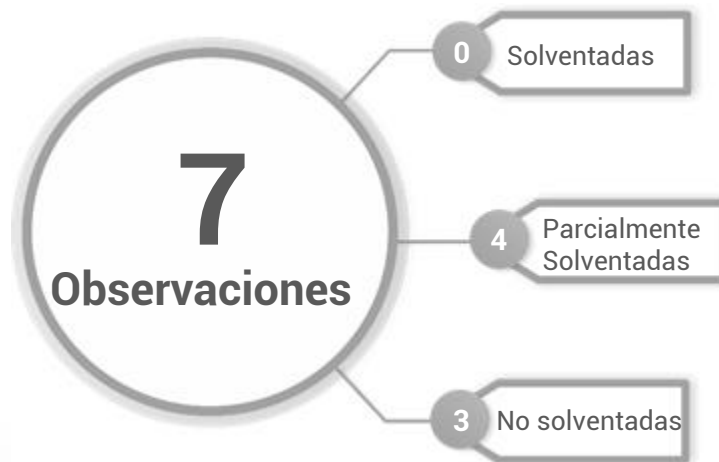 7
Observaciones
0
Solventadas
4
Parcialmente
Solventadas
3
No solventadas